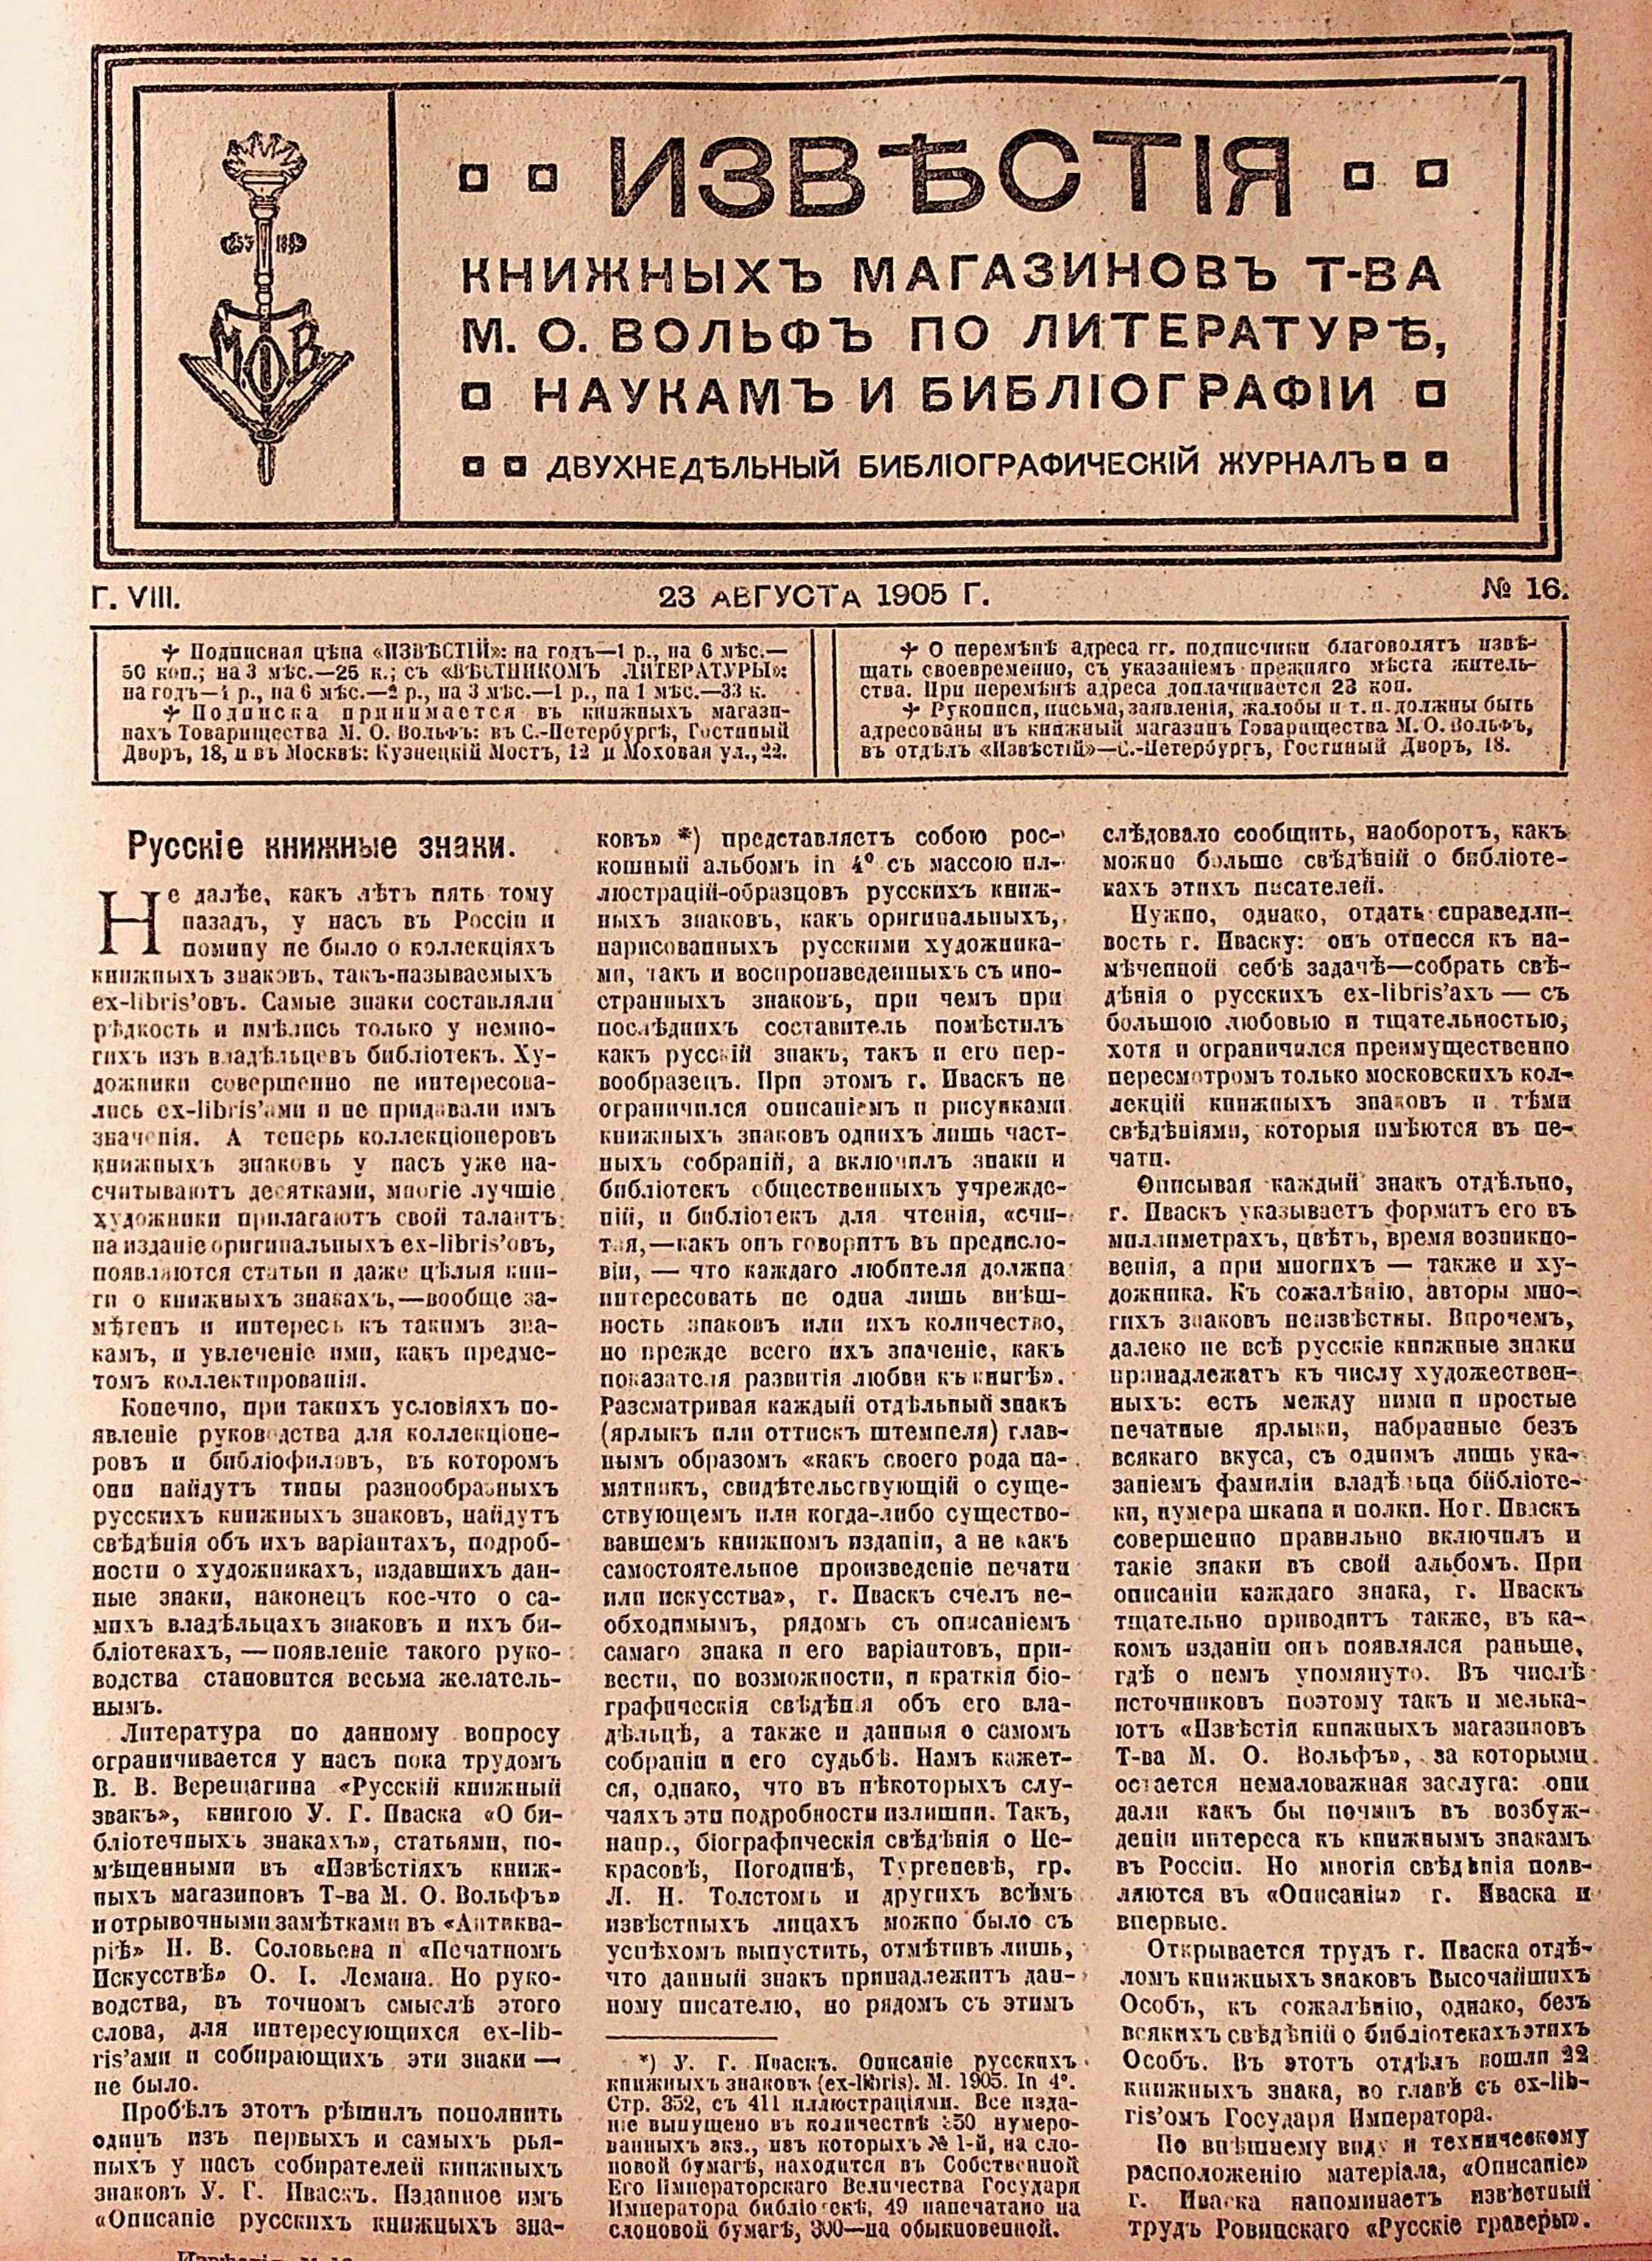 ИЗВѢСТІЯ
КНИЖНЫХЪ МАГАЗИНОВЪ Т-ВА
М. О. ВОЛЬФЪ ПО ЛИТЕРАТУРѢ,
НАУКАМЪ И БИБЛІОГРАФІИ
ДВУХНЕДѢЛЬНЫЙ БИБЛІОГРАФИЧЕСКІЙ ЖУРНАЛЪ
1853 1883
МОВ
Г. VIII.
23 АВГУСТА 1905 Г.
№ 16.
Подписная цѣна «ИЗВѢСТІЙ»: на годъ—1 р., на 6 мѣс.—
50 коп.; на 3 мѣс.—25 к.; съ «ВѢСТНИКОМЪ ЛИТЕРАТУРЫ»:
на годъ— р., на 6 мѣс.—2 р., на 3 мѣс.—1 р., на 1 мѣс.—33 к.
Подписка принимается въ книжныхъ магази-
нахъ Товарищества М. О. Вольфъ: въ С.-Петербургѣ, Гостиный
Дворъ, 18, и въ Москвѣ: Кузнецкій Мостъ, 12 и Моховая ул., 22.
О перемѣнѣ адреса гг. подписчики благоволятъ извѣ-
щать своевременно, съ указаніемъ прежняго мѣста житель-
ства. При перемѣнѣ адреса доплачивается 23 коп.
Рукописи, письма, заявленія, жалобы и т. п. должны быть
адресованы въ книжный магазинъ Товарищества М. О. Вольфъ,
въ отдѣлъ «Извѣстій»—С.-Петербургъ, Гостиный Дворъ, 18.
Русскіе книжные знаки.
Не далѣе, какъ лѣтъ пять тому
назадъ, у насъ въ Россіи и
помину не было о коллекціяхъ
книжныхъ знаковъ, такъ-называемыхъ
ex-libris’овъ. Самые знаки составляли
рѣдкость и имѣлись только у немно-
гихъ изъ владѣльцевъ библіотекъ. Ху-
дожники совершенно не интересова-
лись ex-libris’ами и не придавали имъ
значенія. А теперь коллекціонеровъ
книжныхъ знаковъ у насъ уже на-
считываютъ десятками, многіе лучшіе
художники прилагаютъ свой талантъ
на изданіе оригинальныхъ ex-libris’овъ,
появляются статьи и даже цѣлыя кни-
ги о книжныхъ знакахъ,—вообще за-
мѣтенъ и интересъ къ такимъ зна-
камъ, и увлеченіе ими, какъ предме-
томъ коллектированія.
Конечно, при такихъ условіяхъ по-
явленіе руководства для коллекціоне-
ровъ и библіофиловъ, въ которомъ
они найдутъ типы разнообразныхъ
русскихъ книжныхъ знаковъ, найдутъ
свѣдѣнія объ ихъ варіантахъ, подроб-
ности о художникахъ, издавшихъ дан-
ные знаки, наконецъ кое-что о са-
михъ владѣльцахъ знаковъ и ихъ би-
бліотекахъ, — появленіе такого руко-
водства становится весьма желатель-
нымъ.
Литература по данному вопросу
ограничивается у насъ пока трудомъ
В. В. Верещагина «Русскій книжный
знакъ», книгою У. Г. Иваска «О би-
бліотечныхъ знакахъ», статьями, по-
мѣщенными въ «Извѣстіяхъ книж-
ныхъ магазиновъ Т-ва М. О. Вольфъ»
и отрывочными замѣтками въ «Антиква-
ріѣ» Н. В. Соловьева и «Печатномъ
Искусствѣ» О. І. Лемана. Но руко-
водства, въ точномъ смыслѣ этого
слова, для интересующихся ex-lib-
ris’ами и собирающихъ эти знаки —
не было.
Пробѣлъ этотъ рѣшилъ пополнить
одинъ изъ первыхъ и самыхъ рья-
ныхъ у насъ собирателей книжныхъ
знаковъ У. Г. Иваскъ. Изданное имъ
«Описаніе русскихъ книжныхъ зна-
ковъ» *) представляетъ собою рос-
кошный альбомъ in 4° съ массою ил-
люстрацій-образцовъ русскихъ книж-
ныхъ знаковъ, какъ оригинальныхъ,
нарисованныхъ русскими художника-
ми, такъ и воспроизведенныхъ съ ино-
странныхъ знаковъ, при чемъ при
послѣднихъ составитель помѣстилъ
какъ русскій знакъ, такъ и его пер-
вообразецъ. При этомъ г. Иваскъ не
ограничился описаніемъ и рисунками
книжныхъ знаковъ однихъ лишь част-
ныхъ собраній, а включилъ знаки и
библіотекъ общественныхъ учрежде-
ній, и библіотекъ для чтенія, «счи-
тая,—какъ онъ говоритъ въ предисло-
віи, — что каждаго любителя должна
интересовать не одна лишь внѣш-
ность знаковъ или ихъ количество,
но прежде всего ихъ значеніе, какъ
показателя развитія любви къ книгѣ».
Разсматривая каждый отдѣльный знакъ
(ярлыкъ или оттискъ штемпеля) глав-
нымъ образомъ «какъ своего рода па-
мятникъ, свидѣтельствующій о суще-
ствующемъ или когда-либо существо-
вавшемъ книжномъ изданіи, а не какъ
самостоятельное произведеніе печати
или искусства», г. Иваскъ счелъ не-
обходимымъ, рядомъ съ описаніемъ
самаго знака и его варіантовъ, при-
вести, по возможности, и краткія біо-
графическія свѣдѣнія объ его вла-
дѣльцѣ, а также и данныя о самомъ
собраніи и его судьбѣ. Намъ кажет-
ся, однако, что въ нѣкоторыхъ слу-
чаяхъ эти подробности излишни. Такъ,
напр., біографическія свѣдѣнія о Не-
красовѣ, Погодинѣ, Тургеневѣ, гр.
Л. Н. Толстомъ и другихъ всѣмъ
извѣстныхъ лицахъ можно было съ
успѣхомъ выпустить, отмѣтивъ лишь,
что данный знакъ принадлежитъ дан-
ному писателю, но рядомъ съ этимъ
*) У. Г. Иваскъ. Описаніе русскихъ
книжныхъ знаковъ (ex-libris). М. 1905. In 4°.
Стр. 352, съ 411 иллюстраціями. Все изда-
ніе выпущено въ количествѣ 350 нумеро-
ванныхъ экз., изъ которыхъ № 1-й, на сло-
новой бумагѣ, находится въ Собственной
Его Императорскаго Величества Государя
Императора библіотекѣ, 49 напечатано на
слоновой бумагѣ, 300—на обыкновенной.
слѣдовало сообщить, наоборотъ, какъ
можно больше свѣдѣній о библіоте-
кахъ этихъ писателей.
Нужно, однако, отдать справедли-
вость г. Иваску: онъ отнесся къ на-
мѣченной себѣ задачѣ—собрать свѣ-
дѣнія о русскихъ ex-libris’ахъ — съ
большою любовью и тщательностью,
хотя и ограничился преимущественно
пересмотромъ только московскихъ кол-
лекцій книжныхъ знаковъ и тѣми
свѣдѣніями, которыя имѣются въ пе-
чати.
Описывая каждый знакъ отдѣльно,
г. Иваскъ указываетъ форматъ его въ
миллиметрахъ, цвѣтъ, время возникно-
венія, а при многихъ — также и ху-
дожника. Къ сожалѣнію, авторы мно-
гихъ знаковъ неизвѣстны. Впрочемъ,
далеко не всѣ русскіе книжные знаки
принадлежатъ къ числу художествен-
ныхъ: есть между ними и простые
печатные ярлыки, набранные безъ
всякаго вкуса, съ однимъ лишь ука-
заніемъ фамиліи владѣльца библіоте-
ки, нумера шкапа и полки. Но г. Иваскъ
совершенно правильно включилъ и
такіе знаки въ свой альбомъ. При
описаніи каждаго знака, г. Иваскъ
тщательно приводитъ также, въ ка-
комъ изданіи онъ появлялся раньше,
гдѣ о немъ упомянуто. Въ числѣ
источниковъ поэтому такъ и мелька-
ютъ «Извѣстія книжныхъ магазиновъ
Т-ва М. О. Вольфъ», за которыми
остается немаловажная заслуга: они
дали какъ бы починъ въ возбуж-
деніи интереса къ книжнымъ знакамъ
въ Россіи. Но многія свѣдѣнія появ-
ляются въ «Описаніи» г. Иваска и
впервые.
Открывается трудъ г. Иваска отдѣ-
ломъ книжныхъ знаковъ Высочайшихъ
Особъ, къ сожалѣнію, однако, безъ
всякихъ свѣдѣній о библіотекахъ этихъ
Особъ. Въ этотъ отдѣлъ вошли 22
книжныхъ знака, во главѣ съ ex-lib-
ris’омъ Государя Императора.
По внѣшнему виду и техническому
расположенію матеріала, «Описаніе»
г. Иваска напоминаетъ извѣстный
трудъ Ровинскаго «Русскіе граверы».